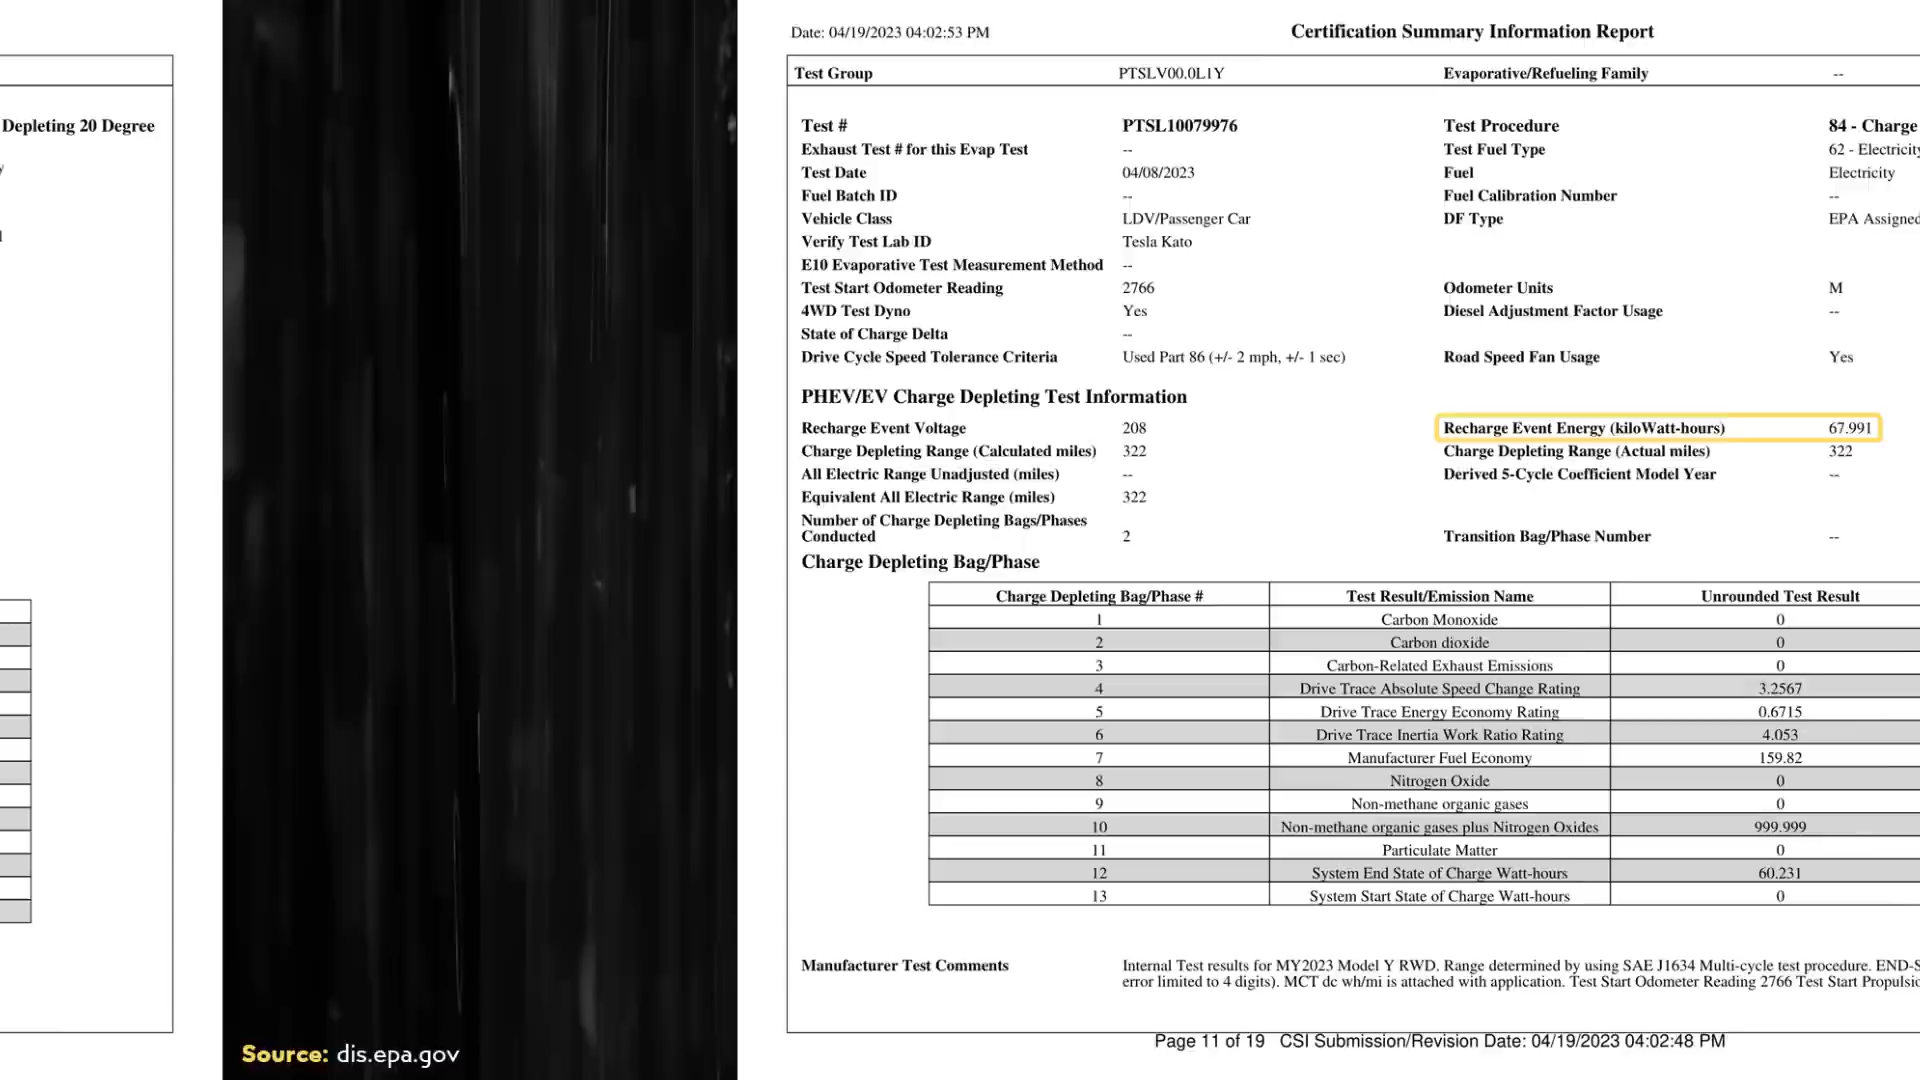 Depleting 20 Degree
Date: 04/19/2023 04:02:53 PM
Certification Summary Information Report
Test Group PTSLV00.0L1Y Evaporative/Refueling Family --
Test # PTSL10079976 Test Procedure 84 - Charge
Exhaust Test # for this Evap Test -- Test Fuel Type 62 - Electricity
Test Date 04/08/2023 Fuel Electricity
Fuel Batch ID -- Fuel Calibration Number --
Vehicle Class LDV/Passenger Car DF Type EPA Assigned
Verify Test Lab ID Tesla Kato
E10 Evaporative Test Measurement Method --
Test Start Odometer Reading 2766 Odometer Units M
4WD Test Dyno Yes Diesel Adjustment Factor Usage --
State of Charge Delta --
Drive Cycle Speed Tolerance Criteria Used Part 86 (+/- 2 mph, +/- 1 sec) Road Speed Fan Usage Yes
PHEV/EV Charge Depleting Test Information
Recharge Event Voltage 208 Recharge Event Energy (kiloWatt-hours) 67.991
Charge Depleting Range (Calculated miles) 322 Charge Depleting Range (Actual miles) 322
All Electric Range Unadjusted (miles) -- Derived 5-Cycle Coefficient Model Year --
Equivalent All Electric Range (miles) 322
Number of Charge Depleting Bags/Phases
Conducted 2 Transition Bag/Phase Number --
Charge Depleting Bag/Phase
Charge Depleting Bag/Phase # Test Result/Emission Name Unrounded Test Result
1 Carbon Monoxide 0
2 Carbon dioxide 0
3 Carbon-Related Exhaust Emissions 0
4 Drive Trace Absolute Speed Change Rating 3.2567
5 Drive Trace Energy Economy Rating 0.6715
6 Drive Trace Inertia Work Ratio Rating 4.053
7 Manufacturer Fuel Economy 159.82
8 Nitrogen Oxide 0
9 Non-methane organic gases 0
10 Non-methane organic gases plus Nitrogen Oxides 999.999
11 Particulate Matter 0
12 System End State of Charge Watt-hours 60.231
13 System Start State of Charge Watt-hours 0
Manufacturer Test Comments Internal Test results for MY2023 Model Y RWD. Range determined by using SAE J1634 Multi-cycle test procedure. END-S
error limited to 4 digits). MCT dc wh/mi is attached with application. Test Start Odometer Reading 2766 Test Start Propulsio
Page 11 of 19 CSI Submission/Revision Date: 04/19/2023 04:02:48 PM
Source: dis.epa.gov